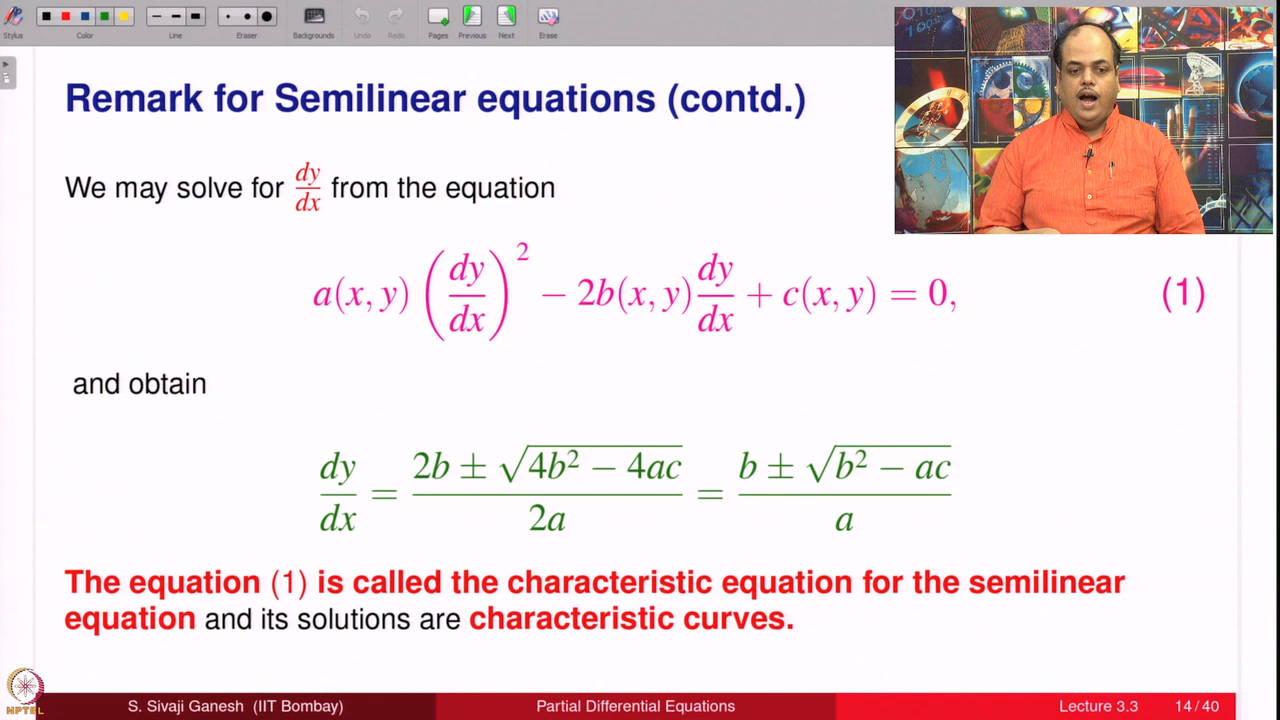 Stylus Color Line Eraser Backgrounds Undo Redo Pages Previous Next Erase
Remark for Semilinear equations (contd.)
We may solve for dy/dx from the equation
a(x, y) (dy/dx)² − 2b(x, y) dy/dx + c(x, y) = 0, (1)
and obtain
dy/dx = (2b ± √(4b² − 4ac))/(2a) = (b ± √(b² − ac))/a
The equation (1) is called the characteristic equation for the semilinear
equation and its solutions are characteristic curves.
NPTEL
S. Sivaji Ganesh (IIT Bombay) Partial Differential Equations Lecture 3.3 14 / 40